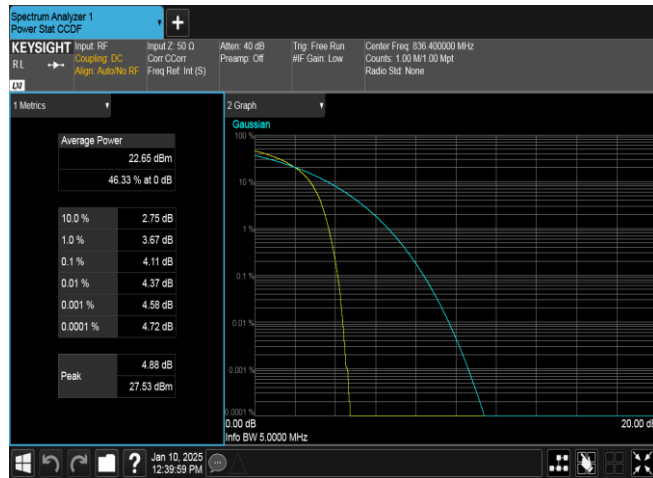 Spectrum Analyzer 1
Power Stat CCDF
+
KEYSIGHT
RL
LXI
Input: RF
Coupling: DC
Align: Auto/No RF
Input Z: 50 Ω
Corr CCorr
Freq Ref: Int (S)
Atten: 40 dB
Preamp: Off
Trig: Free Run
#IF Gain: Low
Center Freq: 836.400000 MHz
Counts: 1.00 M/1.00 Mpt
Radio Std: None
1 Metrics
Average Power
22.65 dBm
46.33 % at 0 dB
10.0 % 2.75 dB
1.0 % 3.67 dB
0.1 % 4.11 dB
0.01 % 4.37 dB
0.001 % 4.58 dB
0.0001 % 4.72 dB
Peak
4.88 dB
27.53 dBm
2 Graph
Gaussian
100 %
10 %
1 %
0.1 %
0.01 %
0.001 %
0.0001 %
0.00 dB
20.00 dB
Info BW 5.0000 MHz
?
Jan 10, 2025
12:39:59 PM